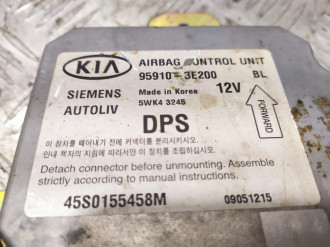 KIA
AIRBAG CONTROL UNIT
95910-3E200 BL
Made in Korea 12V
SIEMENS 5WK4 3245
AUTOLIV
FORWARD
DPS
이 장치를 떼어내기 전에 커넥터를 분리하시시오.
안내 책자의 지침에 따라서만 이 장치를 조립하십시오.
Detach connector before unmounting. Assemble
strictly according to manual instructions.
45S0155458M 09051215